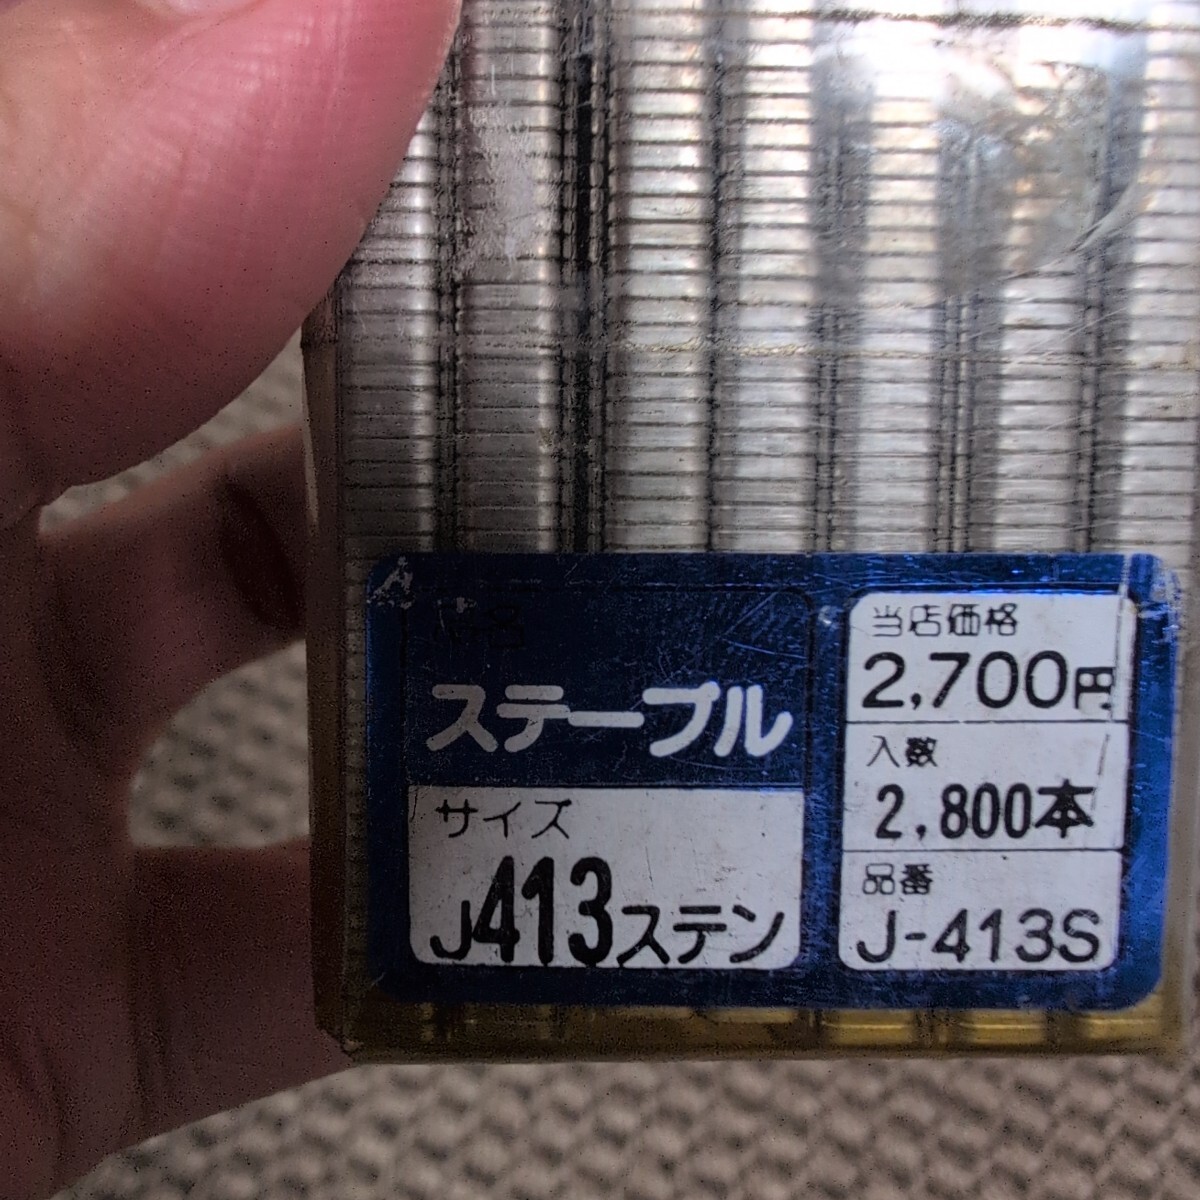 ステープル
サイズ
J413ステン
当店価格
2,700円
入数
2,800本
品番
J-413S